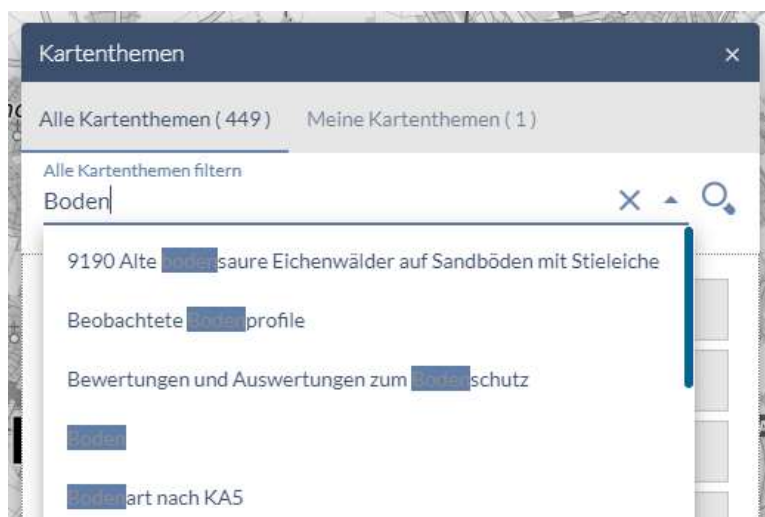 Kartenthemen ×
Alle Kartenthemen ( 449 ) Meine Kartenthemen ( 1 )
Alle Kartenthemen filtern
Boden
9190 Alte bodensaure Eichenwälder auf Sandböden mit Stieleiche
Beobachtete Bodenprofile
Bewertungen und Auswertungen zum Bodenschutz
Boden
Bodenart nach KA5